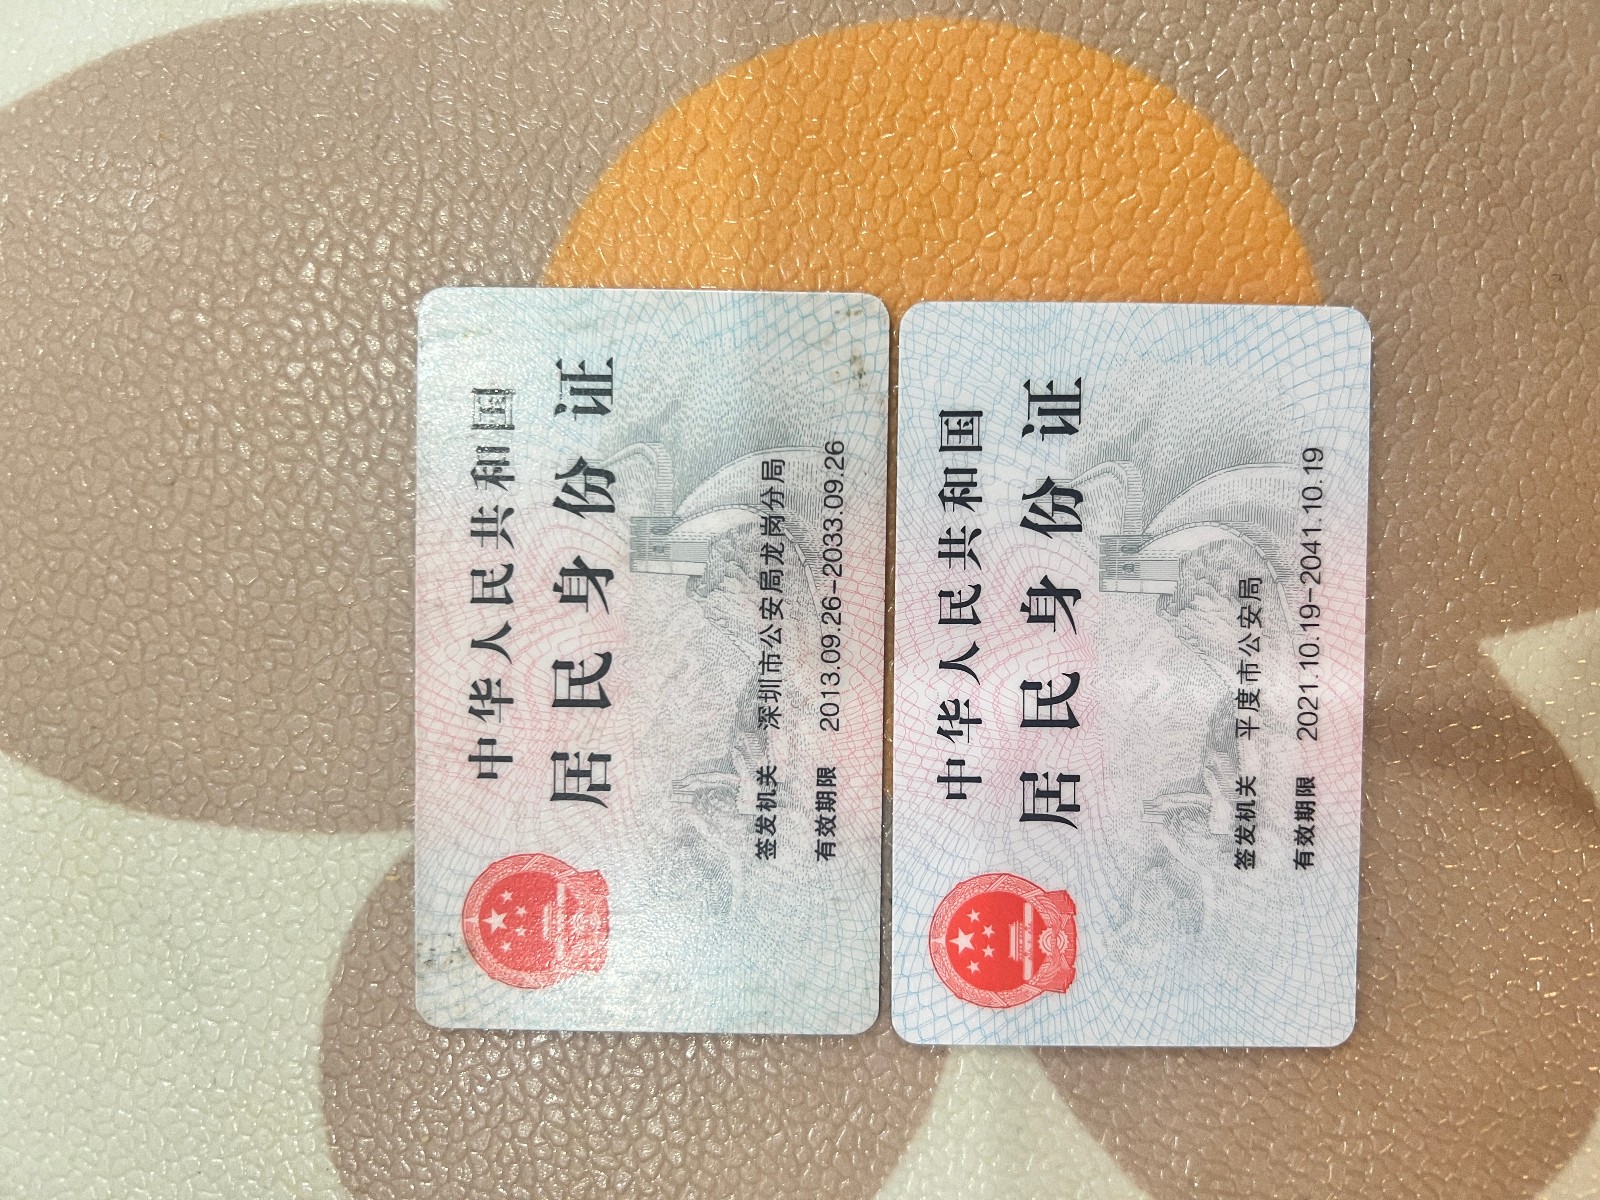 中华人民共和国
居民身份证
签发机关 深圳市公安局龙岗分局
有效期限 2013.09.26-2033.09.26
中华人民共和国
居民身份证
签发机关 平度市公安局
有效期限 2021.10.19-2041.10.19